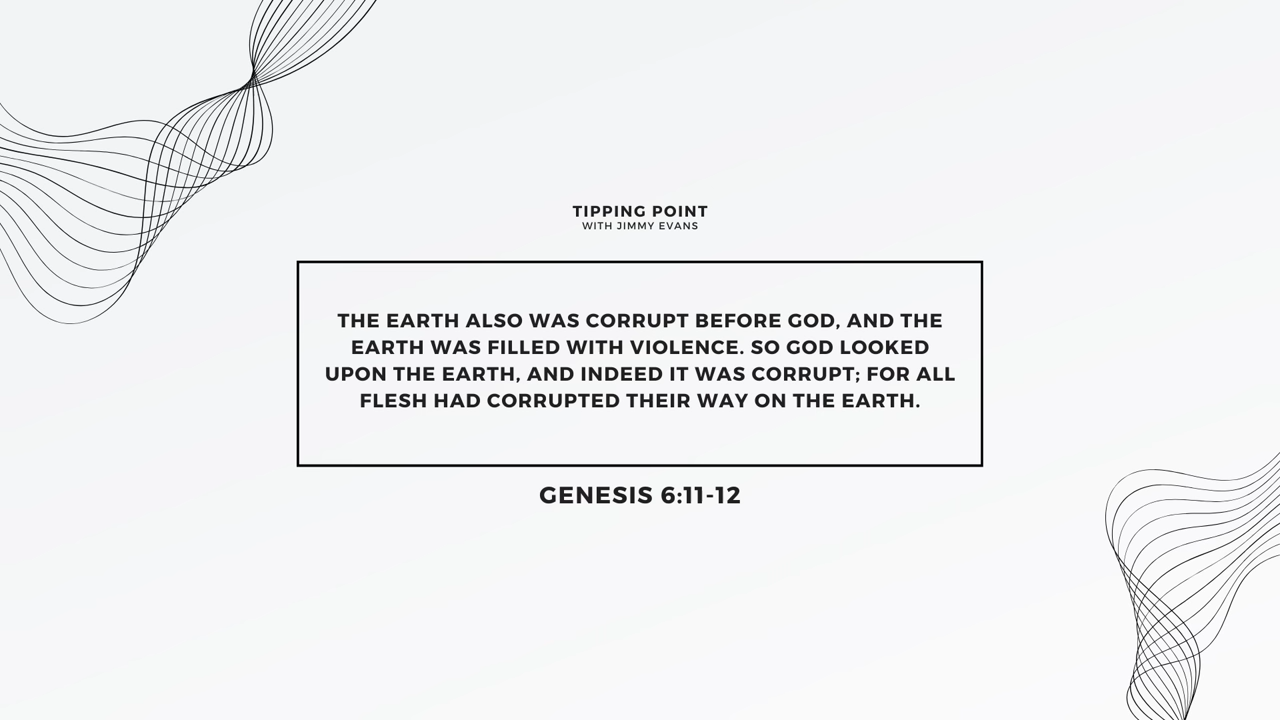 TIPPING POINT
WITH JIMMY EVANS
THE EARTH ALSO WAS CORRUPT BEFORE GOD, AND THE
EARTH WAS FILLED WITH VIOLENCE. SO GOD LOOKED
UPON THE EARTH, AND INDEED IT WAS CORRUPT; FOR ALL
FLESH HAD CORRUPTED THEIR WAY ON THE EARTH.
GENESIS 6:11-12